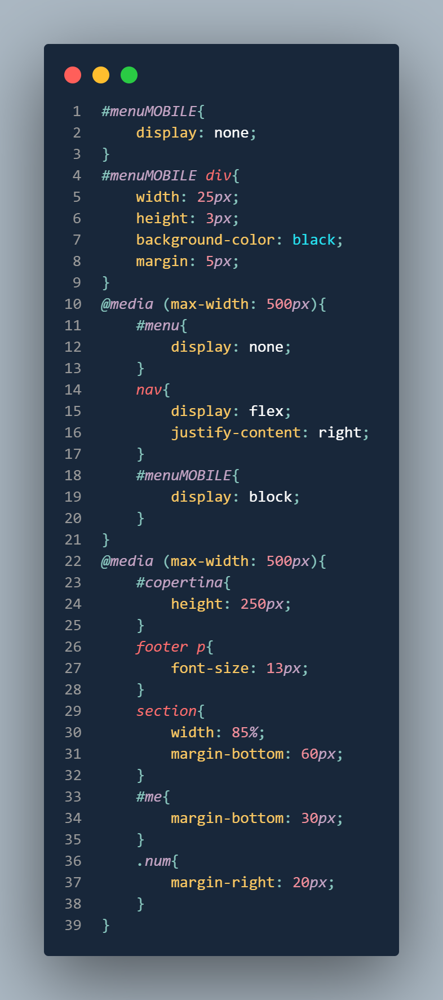 1 #menuMOBILE{
2     display: none;
3 }
4 #menuMOBILE div{
5     width: 25px;
6     height: 3px;
7     background-color: black;
8     margin: 5px;
9 }
10 @media (max-width: 500px){
11     #menu{
12         display: none;
13     }
14     nav{
15         display: flex;
16         justify-content: right;
17     }
18     #menuMOBILE{
19         display: block;
20     }
21 }
22 @media (max-width: 500px){
23     #copertina{
24         height: 250px;
25     }
26     footer p{
27         font-size: 13px;
28     }
29     section{
30         width: 85%;
31         margin-bottom: 60px;
32     }
33     #me{
34         margin-bottom: 30px;
35     }
36     .num{
37         margin-right: 20px;
38     }
39 }